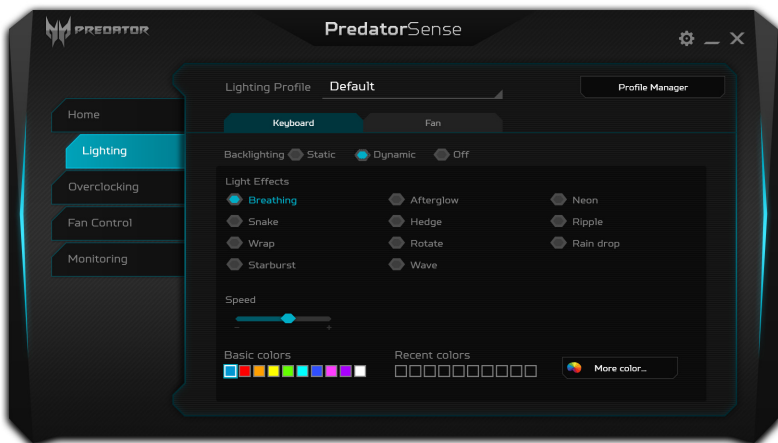 PREDATOR
PredatorSense
Lighting Profile Default
Profile Manager
Home
Lighting
Overclocking
Fan Control
Monitoring
Keyboard Fan
Backlighting Static Dynamic Off
Light Effects
Breathing Afterglow Neon
Snake Hedge Ripple
Wrap Rotate Rain drop
Starburst Wave
Speed
- +
Basic colors Recent colors
More color...